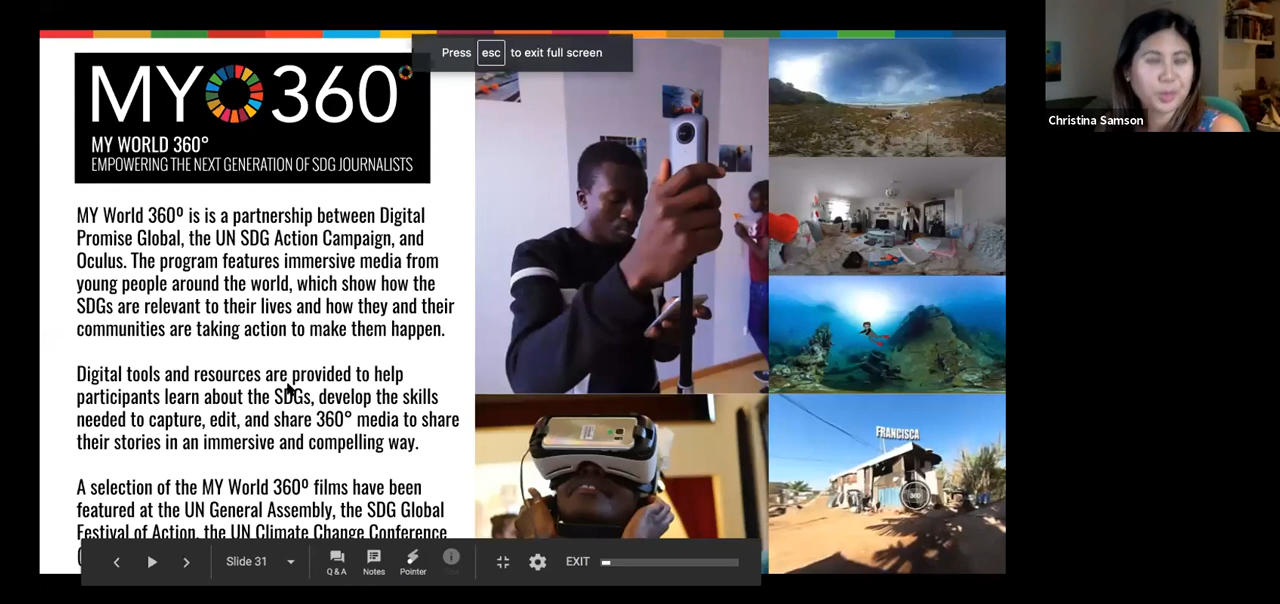 Press esc to exit full screen
MY 360°
MY WORLD 360°
EMPOWERING THE NEXT GENERATION OF SDG JOURNALISTS
MY World 360º is is a partnership between Digital
Promise Global, the UN SDG Action Campaign, and
Oculus. The program features immersive media from
young people around the world, which show how the
SDGs are relevant to their lives and how they and their
communities are taking action to make them happen.
Digital tools and resources are provided to help
participants learn about the SDGs, develop the skills
needed to capture, edit, and share 360° media to share
their stories in an immersive and compelling way.
A selection of the MY World 360º films have been
featured at the UN General Assembly, the SDG Global
Festival of Action, the UN Climate Change Conference
FRANCISCA
360
Christina Samson
Slide 31
Q & A
Notes
Pointer
EXIT